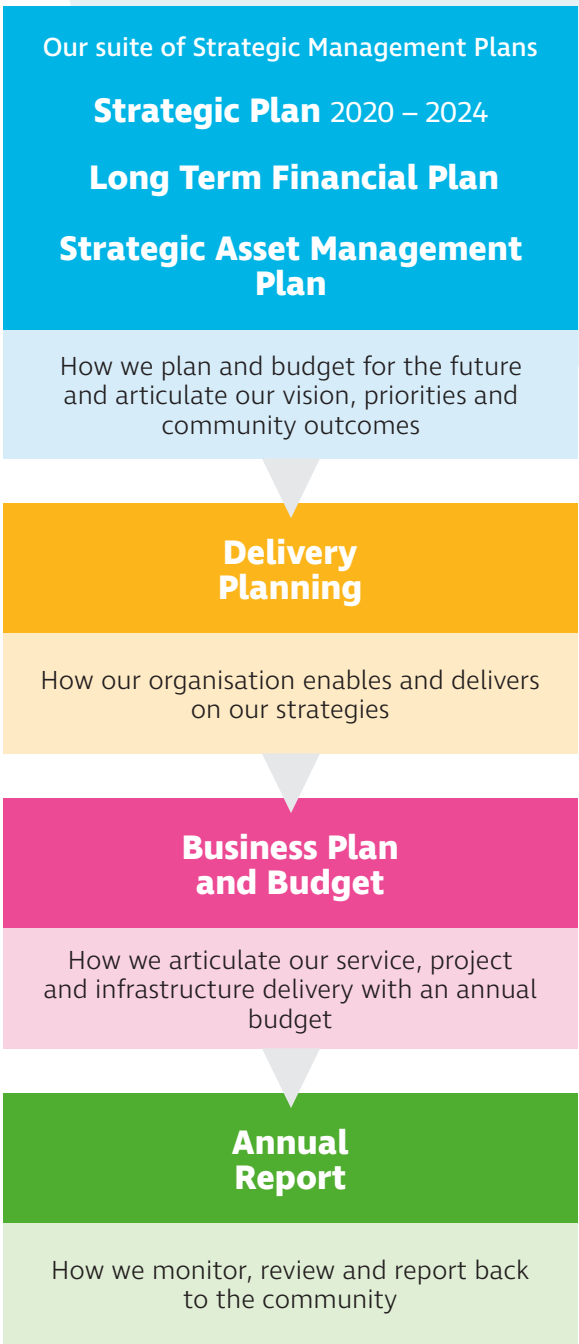 Our suite of Strategic Management Plans
Strategic Plan 2020 – 2024
Long Term Financial Plan
Strategic Asset Management
Plan
How we plan and budget for the future
and articulate our vision, priorities and
community outcomes
Delivery
Planning
How our organisation enables and delivers
on our strategies
Business Plan
and Budget
How we articulate our service, project
and infrastructure delivery with an annual
budget
Annual
Report
How we monitor, review and report back
to the community